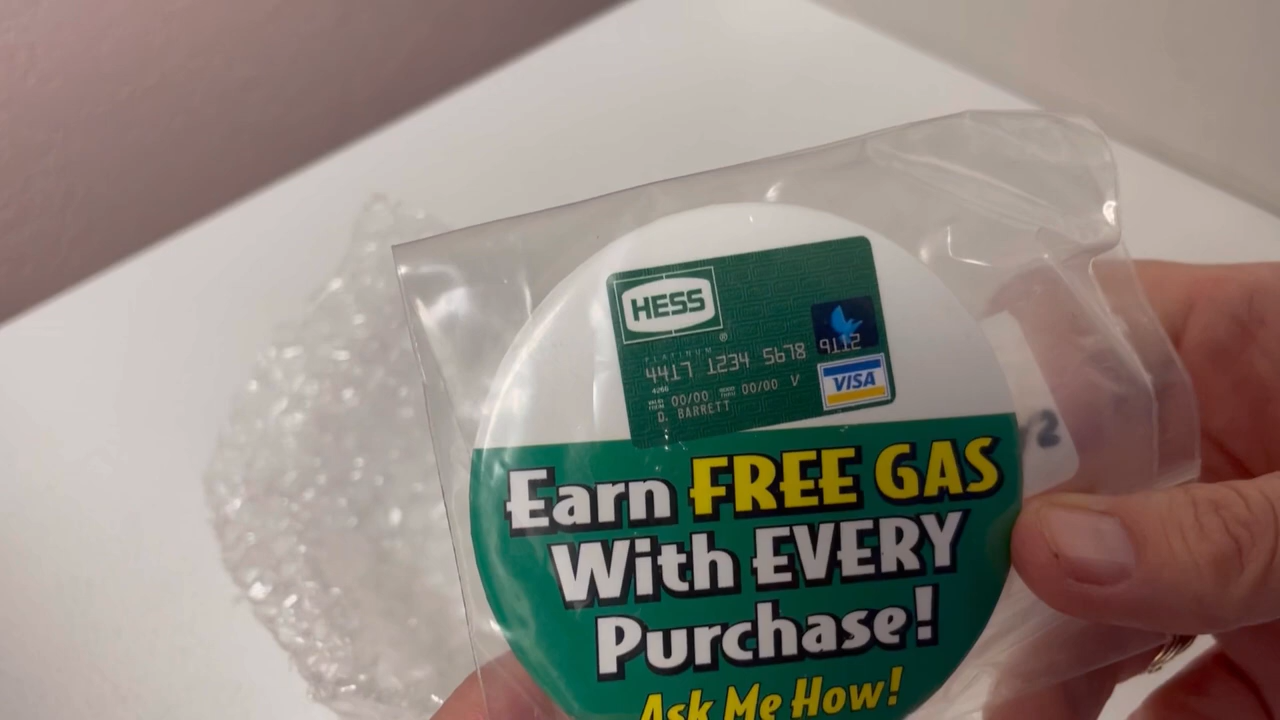 HESS
PLATINUM
4417 1234 5678 9112
4260
00/00 00/00 V
D. BARRETT
VISA
Earn FREE GAS
With EVERY
Purchase!
Ask Me How!